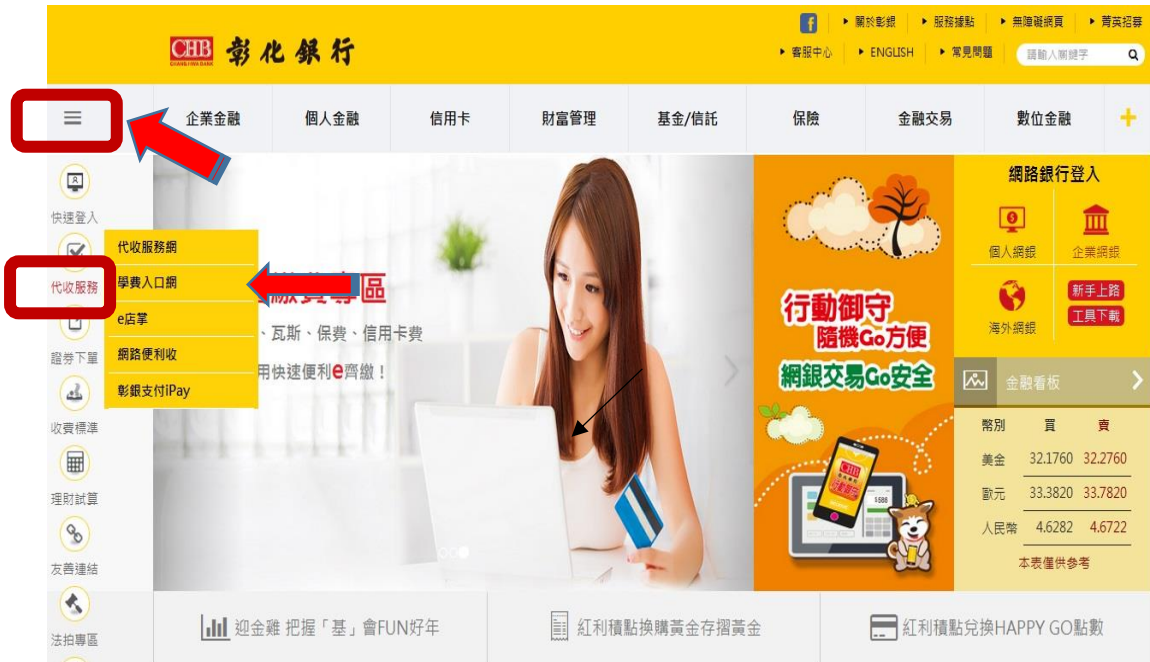 ▶ 關於彰銀 ▶ 服務據點 ▶ 無障礙網頁 ▶ 菁英招募
CHB 彰化銀行
CHANG HWA BANK
▶ 客服中心 ▶ ENGLISH ▶ 常見問題 請輸入關鍵字
企業金融 個人金融 信用卡 財富管理 基金/信託 保險 金融交易 數位金融 +
快速登入
代收服務
證券下單
收費標準
理財試算
友善連結
法拍專區
代收服務網
學費入口網
e店掌
網路便利收
彰銀支付iPay
繳費專區
、瓦斯、保費、信用卡費
用快速便利e齊繳！
行動御守
隨機Go方便
網銀交易Go安全
CHB
行動御守
網路銀行登入
個人網銀 企業網銀
海外網銀 新手上路
工具下載
金融看板
幣別 買 賣
美金 32.1760 32.2760
歐元 33.3820 33.7820
人民幣 4.6282 4.6722
本表僅供參考
迎金雞 把握「基」會FUN好年 紅利積點換購黃金存摺黃金 紅利積點兌換HAPPY GO點數